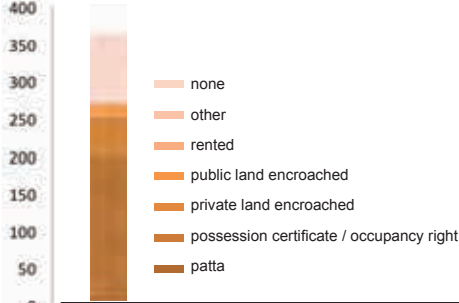 400
350
300
250
200
150
100
50
none
other
rented
public land encroached
private land encroached
possession certificate / occupancy right
patta